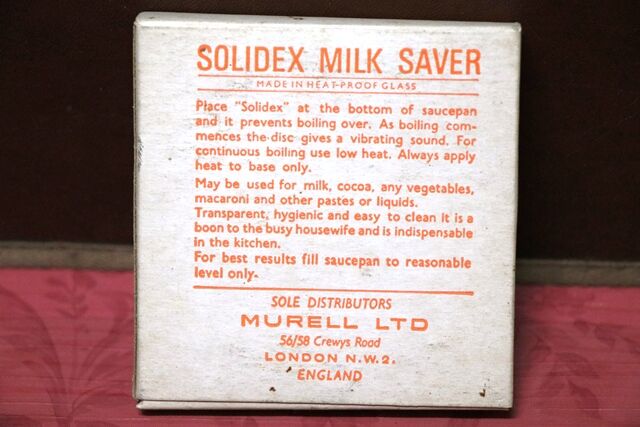 SOLIDEX MILK SAVER
MADE IN HEAT-PROOF GLASS
Place "Solidex" at the bottom of saucepan
and it prevents boiling over. As boiling com-
mences the disc gives a vibrating sound. For
continuous boiling use low heat. Always apply
heat to base only.
May be used for milk, cocoa, any vegetables,
macaroni and other pastes or liquids.
Transparent, hygienic and easy to clean it is a
boon to the busy housewife and is indispensable
in the kitchen.
For best results fill saucepan to reasonable
level only.
SOLE DISTRIBUTORS
MURELL LTD
56/58 Crewys Road
LONDON N.W.2.
ENGLAND